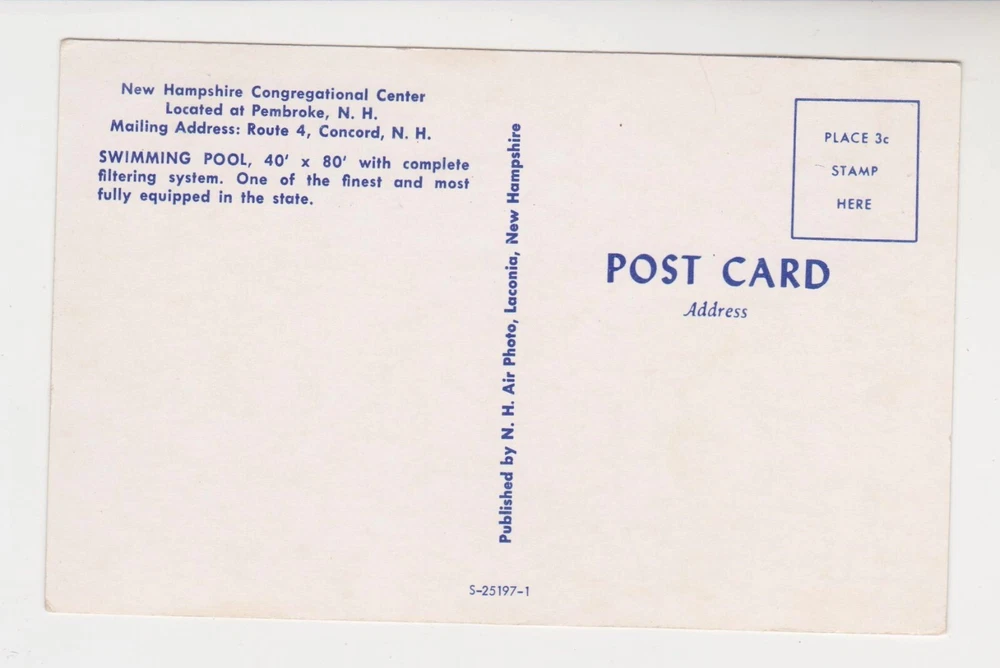 New Hampshire Congregational Center
Located at Pembroke, N. H.
Mailing Address: Route 4, Concord, N. H.
SWIMMING POOL, 40' x 80' with complete
filtering system. One of the finest and most
fully equipped in the state.
Published by N. H. Air Photo, Laconia, New Hampshire
PLACE 3c
STAMP
HERE
POST CARD
Address
S-25197-1